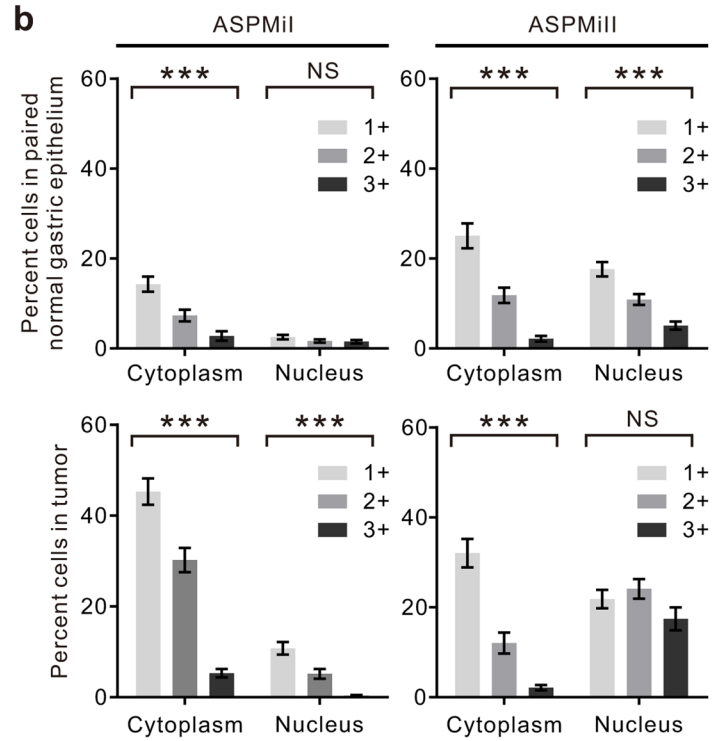 b
ASPMiI ASPMiII
Percent cells in paired
normal gastric epithelium
60 *** NS
1+
2+
3+
40
20
0
Cytoplasm Nucleus
60 *** ***
1+
2+
3+
40
20
0
Cytoplasm Nucleus
Percent cells in tumor
60 *** ***
1+
2+
3+
40
20
0
Cytoplasm Nucleus
60 *** NS
1+
2+
3+
40
20
0
Cytoplasm Nucleus